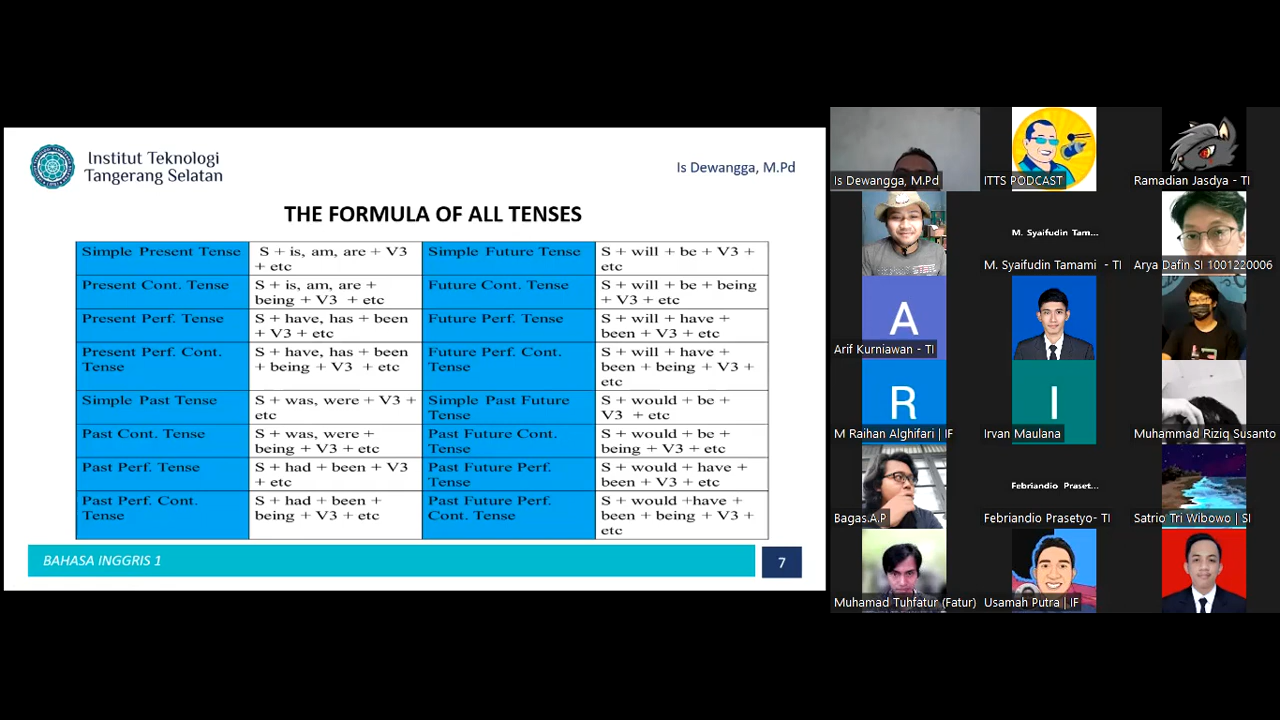 Institut Teknologi
Tangerang Selatan
Is Dewangga, M.Pd
THE FORMULA OF ALL TENSES
Simple Present Tense
S + is, am, are + V3
+ etc
Simple Future Tense
S + will + be + V3 +
etc
Present Cont. Tense
S + is, am, are +
being + V3 + etc
Future Cont. Tense
S + will + be + being
+ V3 + etc
Present Perf. Tense
S + have, has + been
+ V3 + etc
Future Perf. Tense
S + will + have +
been + V3 + etc
Present Perf. Cont.
Tense
S + have, has + been
+ being + V3 + etc
Future Perf. Cont.
Tense
S + will + have +
been + being + V3 +
etc
Simple Past Tense
S + was, were + V3 +
etc
Simple Past Future
Tense
S + would + be +
V3 + etc
Past Cont. Tense
S + was, were +
being + V3 + etc
Past Future Cont.
Tense
S + would + be +
being + V3 + etc
Past Perf. Tense
S + had + been + V3
+ etc
Past Future Perf.
Tense
S + would + have +
been + V3 + etc
Past Perf. Cont.
Tense
S + had + been +
being + V3 + etc
Past Future Perf.
Cont. Tense
S + would +have +
been + being + V3 +
etc
BAHASA INGGRIS 1
7
Is Dewangga, M.Pd
ITTS PODCAST
Ramadian Jasdya - TI
M. Syaifudin Tam...
M. Syaifudin Tamami - TI
Arya Dafin SI 1001220006
A
Arif Kurniawan - TI
R
M Raihan Alghifari | IF
I
Irvan Maulana
Muhammad Riziq Susanto
Bagas.A.P
Febriandio Praset...
Febriandio Prasetyo- TI
Satrio Tri Wibowo | SI
Muhamad Tuhfatur (Fatur)
Usamah Putra | IF